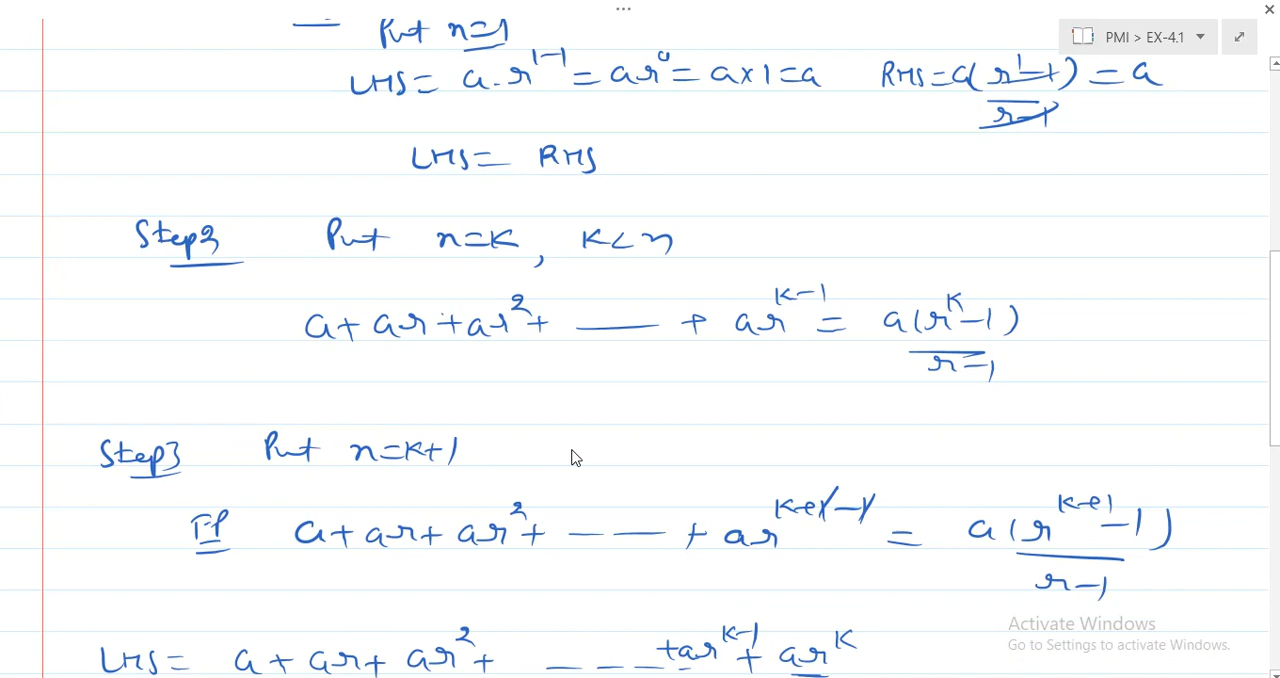 ...
PMI > EX-4.1
Put n=1
LHS= a.r^{1-1} = ar^0 = a×1=a RHS=a(r^1-1)/r-1 = a
LHS= RHS
Step2 Put n=k, k<n
a+ar+ar^2+ ——— + ar^{k-1} = a(r^k-1)/r-1
Step3 Put n=k+1
T.P a+ar+ar^2+ —— — + ar^{k+1-1} = a(r^{k+1}-1)/r-1
Activate Windows
Go to Settings to activate Windows.
LHS= a+ar+ar^2+ — — — +ar^{k-1}+ar^k